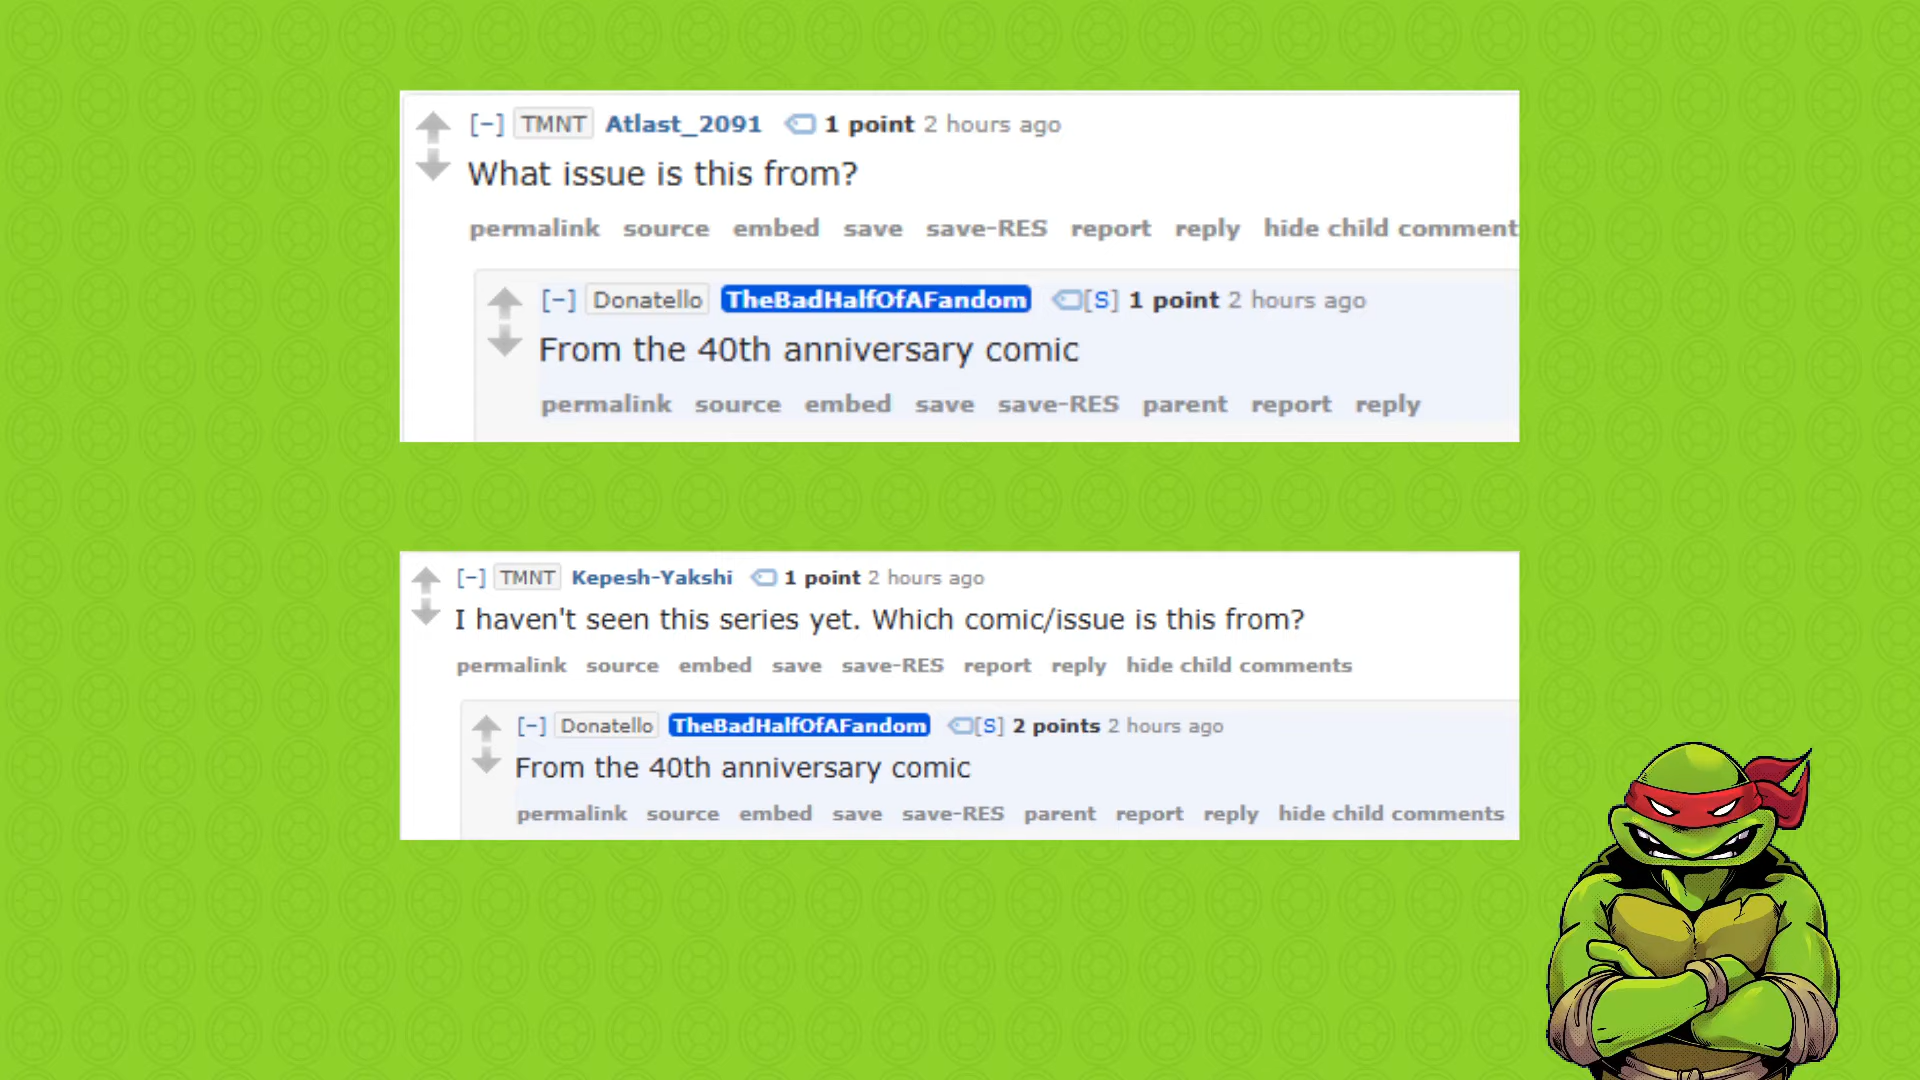 [-] TMNT Atlast_2091 1 point 2 hours ago
What issue is this from?
permalink source embed save save-RES report reply hide child comment
[-] Donatello TheBadHalfOfAFandom [S] 1 point 2 hours ago
From the 40th anniversary comic
permalink source embed save save-RES parent report reply
[-] TMNT Kepesh-Yakshi 1 point 2 hours ago
I haven't seen this series yet. Which comic/issue is this from?
permalink source embed save save-RES report reply hide child comments
[-] Donatello TheBadHalfOfAFandom [S] 2 points 2 hours ago
From the 40th anniversary comic
permalink source embed save save-RES parent report reply hide child comments